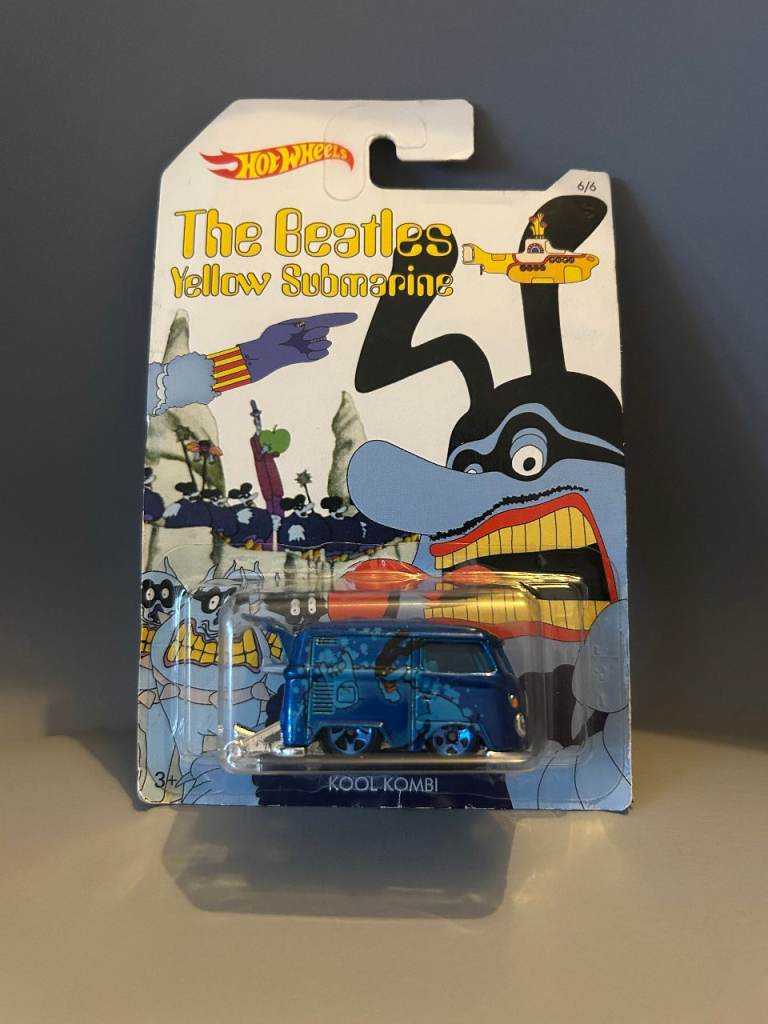 HOT WHEELS
6/6
The Beatles
Yellow Submarine
3+
KOOL KOMBI